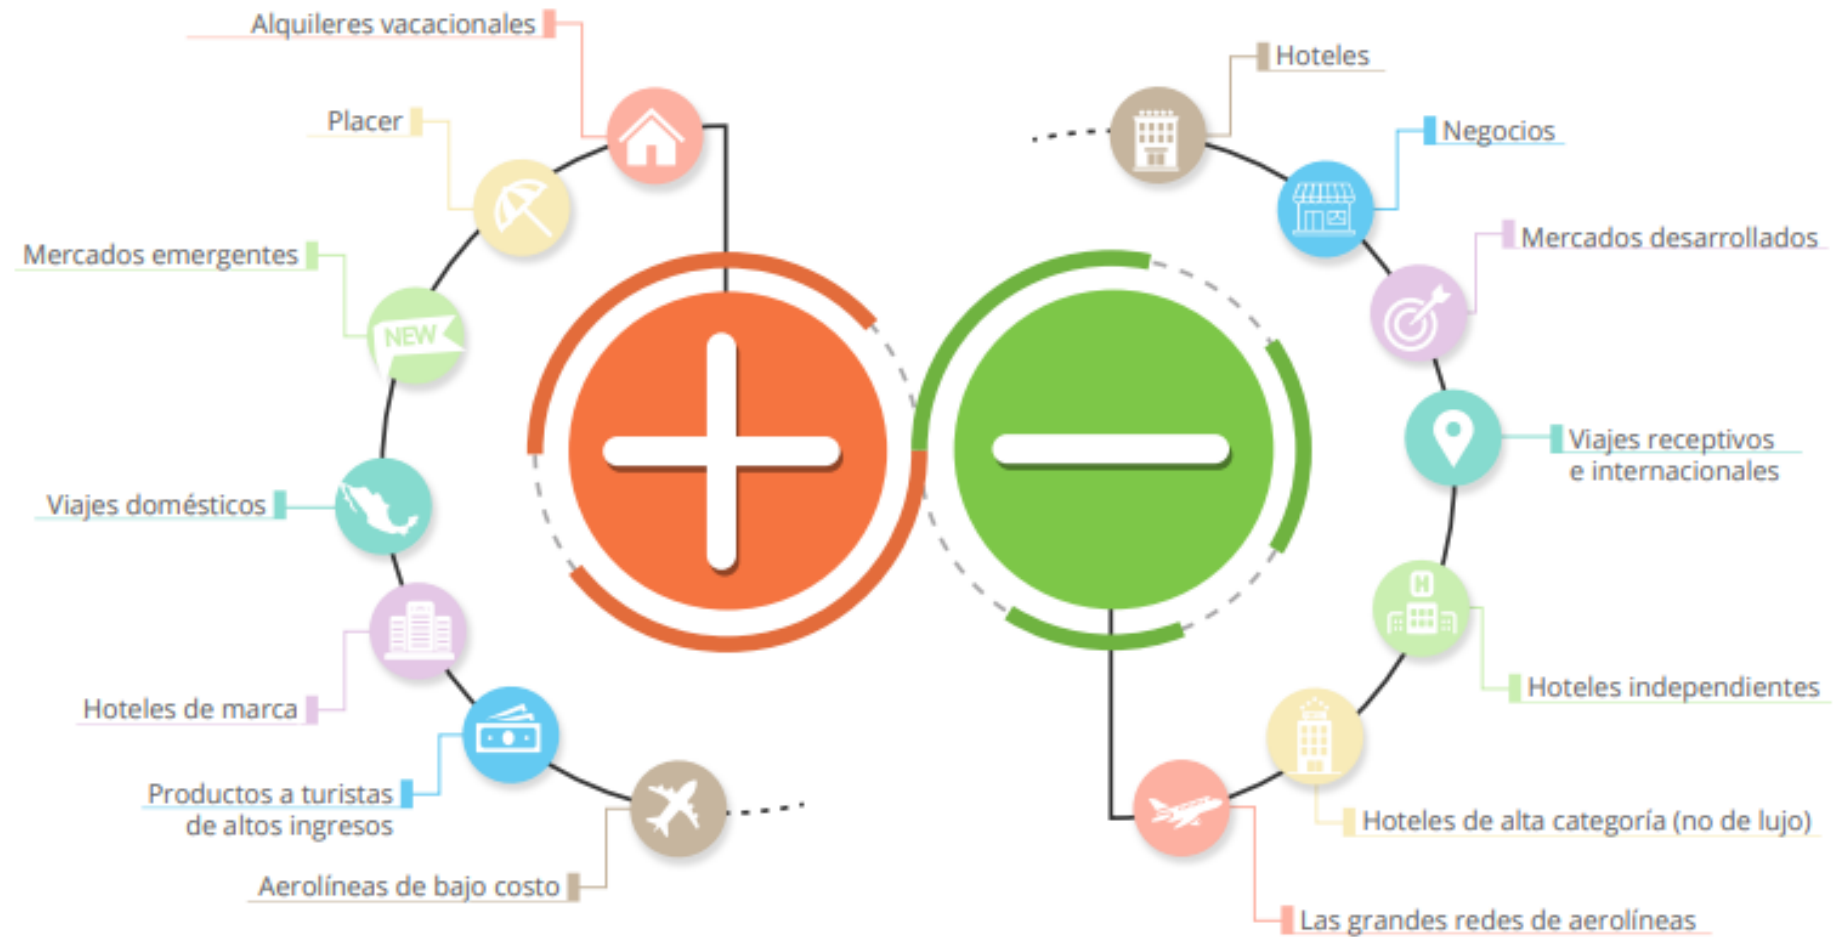 Alquileres vacacionales
Placer
Mercados emergentes
NEW
Viajes domésticos
Hoteles de marca
Productos a turistas
de altos ingresos
Aerolíneas de bajo costo
Hoteles
Negocios
Mercados desarrollados
Viajes receptivos
e internacionales
H
Hoteles independientes
Hoteles de alta categoría (no de lujo)
Las grandes redes de aerolíneas